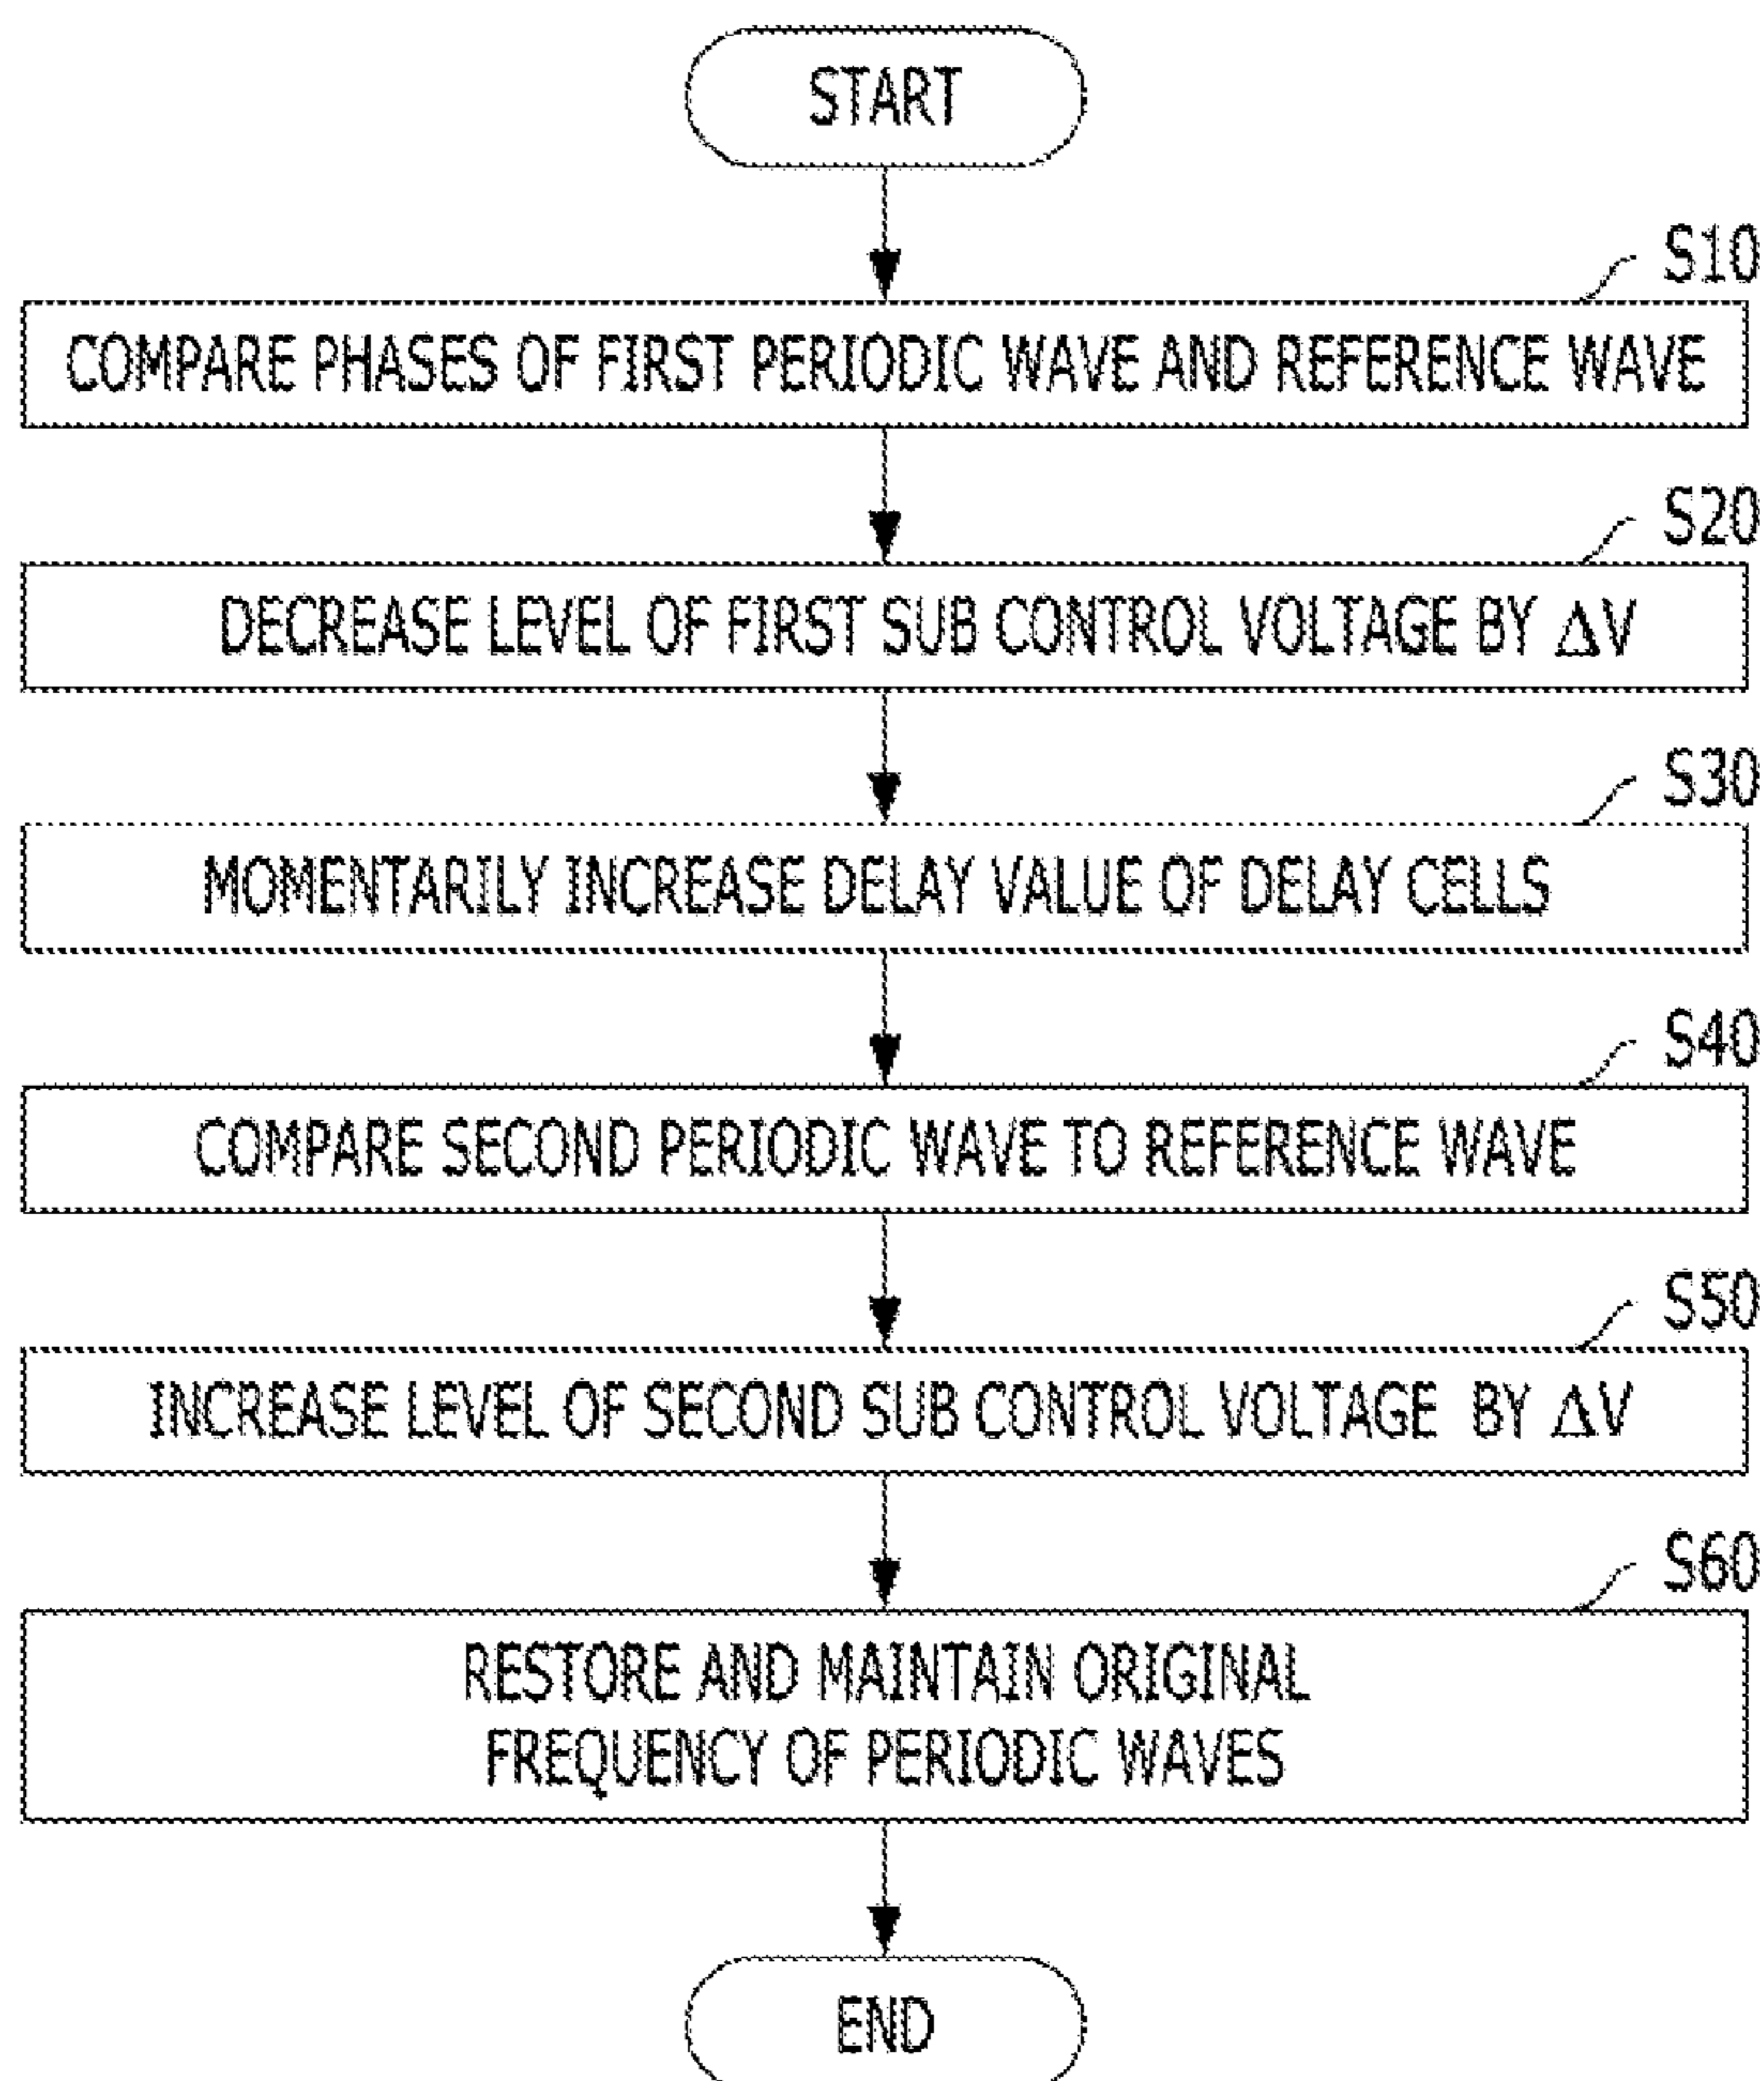 START
S10
COMPARE PHASES OF FIRST PERIODIC WAVE AND REFERENCE WAVE
S20
DECREASE LEVEL OF FIRST SUB CONTROL VOLTAGE BY ΔV
S30
MOMENTARILY INCREASE DELAY VALUE OF DELAY CELLS
S40
COMPARE SECOND PERIODIC WAVE TO REFERENCE WAVE
S50
INCREASE LEVEL OF SECOND SUB CONTROL VOLTAGE BY ΔV
S60
RESTORE AND MAINTAIN ORIGINAL
FREQUENCY OF PERIODIC WAVES
END